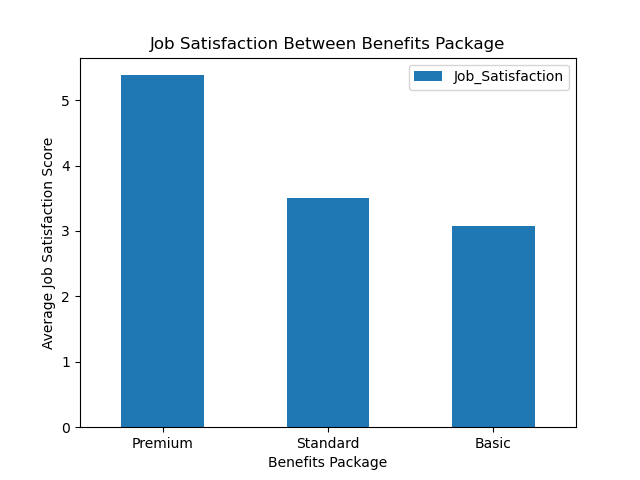 Job Satisfaction Between Benefits Package
Job_Satisfaction
Average Job Satisfaction Score
5
4
3
2
1
0
Premium
Standard
Basic
Benefits Package